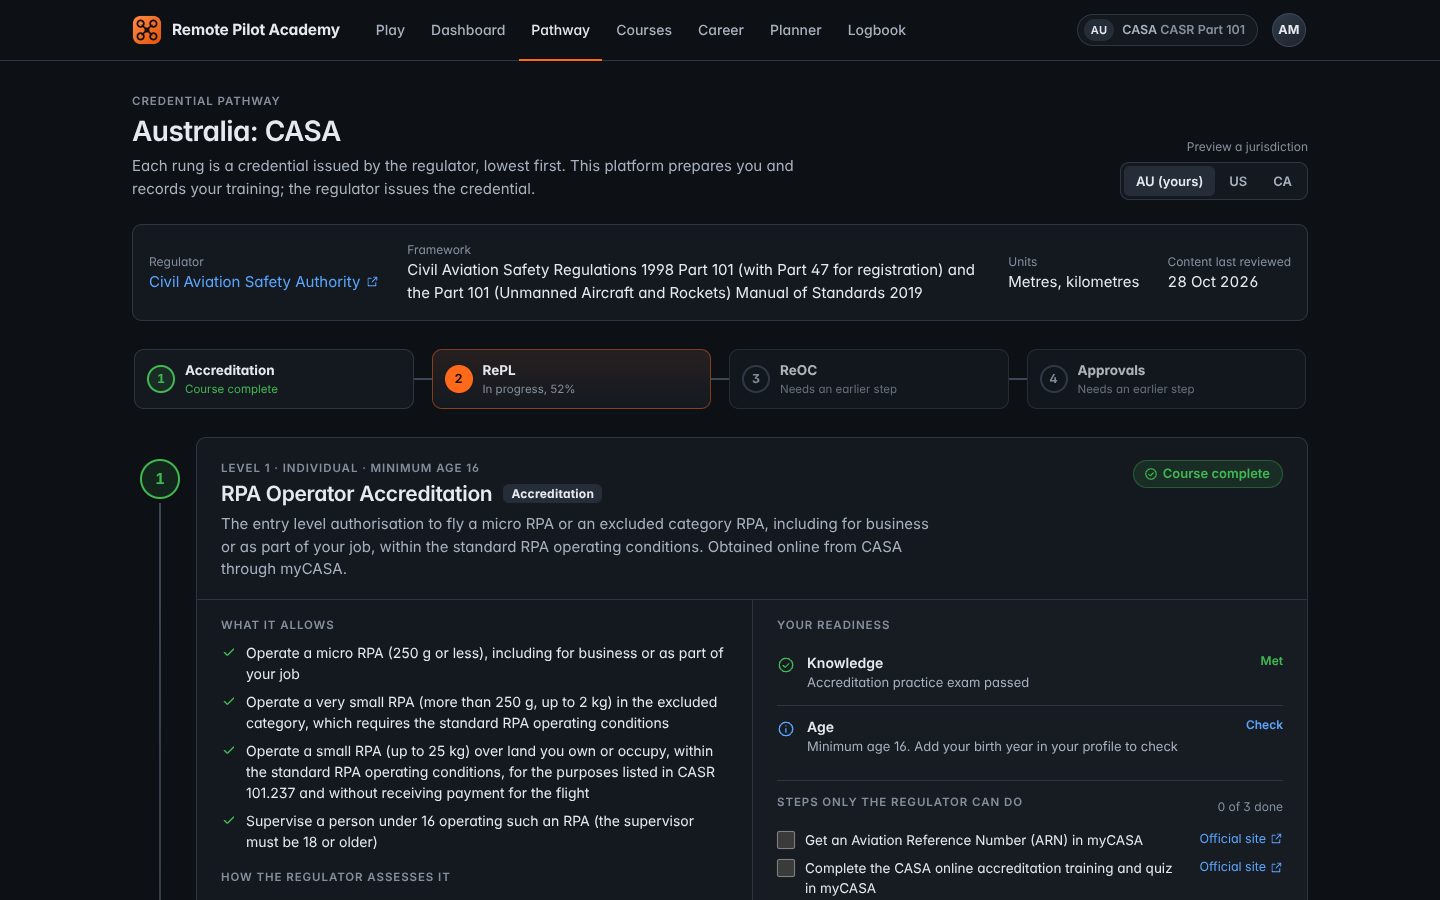 Remote Pilot Academy
Play
Dashboard
Pathway
Courses
Career
Planner
Logbook
AU
CASA CASR Part 101
AM
CREDENTIAL PATHWAY
Australia: CASA
Each rung is a credential issued by the regulator, lowest first. This platform prepares you and
records your training; the regulator issues the credential.
Preview a jurisdiction
AU (yours)
US
CA
Regulator
Civil Aviation Safety Authority
Framework
Civil Aviation Safety Regulations 1998 Part 101 (with Part 47 for registration) and
the Part 101 (Unmanned Aircraft and Rockets) Manual of Standards 2019
Units
Metres, kilometres
Content last reviewed
28 Oct 2026
1
Accreditation
Course complete
2
RePL
In progress, 52%
3
ReOC
Needs an earlier step
4
Approvals
Needs an earlier step
1
LEVEL 1 · INDIVIDUAL · MINIMUM AGE 16
RPA Operator Accreditation
Accreditation
Course complete
The entry level authorisation to fly a micro RPA or an excluded category RPA, including for business
or as part of your job, within the standard RPA operating conditions. Obtained online from CASA
through myCASA.
WHAT IT ALLOWS
Operate a micro RPA (250 g or less), including for business or as part of
your job
Operate a very small RPA (more than 250 g, up to 2 kg) in the excluded
category, which requires the standard RPA operating conditions
Operate a small RPA (up to 25 kg) over land you own or occupy, within
the standard RPA operating conditions, for the purposes listed in CASR
101.237 and without receiving payment for the flight
Supervise a person under 16 operating such an RPA (the supervisor
must be 18 or older)
HOW THE REGULATOR ASSESSES IT
YOUR READINESS
Knowledge
Met
Accreditation practice exam passed
Age
Check
Minimum age 16. Add your birth year in your profile to check
STEPS ONLY THE REGULATOR CAN DO
0 of 3 done
Get an Aviation Reference Number (ARN) in myCASA
Official site
Complete the CASA online accreditation training and quiz
in myCASA
Official site